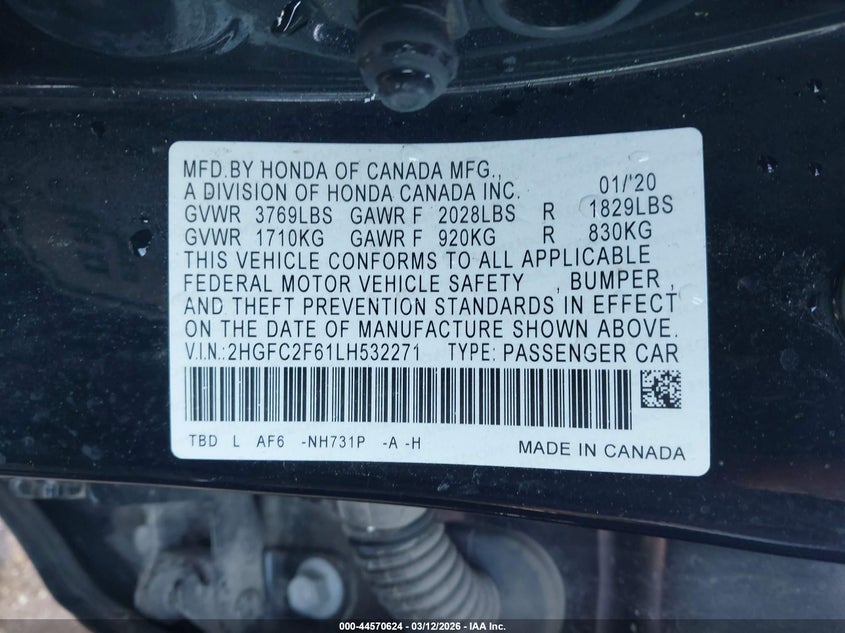 MFD.BY HONDA OF CANADA MFG.,
A DIVISION OF HONDA CANADA INC. 01/'20
GVWR 3769LBS GAWR F 2028LBS R 1829LBS
GVWR 1710KG GAWR F 920KG R 830KG
THIS VEHICLE CONFORMS TO ALL APPLICABLE
FEDERAL MOTOR VEHICLE SAFETY , BUMPER ,
AND THEFT PREVENTION STANDARDS IN EFFECT
ON THE DATE OF MANUFACTURE SHOWN ABOVE.
V.I.N.:2HGFC2F61LH532271 TYPE: PASSENGER CAR
TBD L AF6 -NH731P -A -H MADE IN CANADA
000-44570624 - 03/12/2026 - IAA Inc.